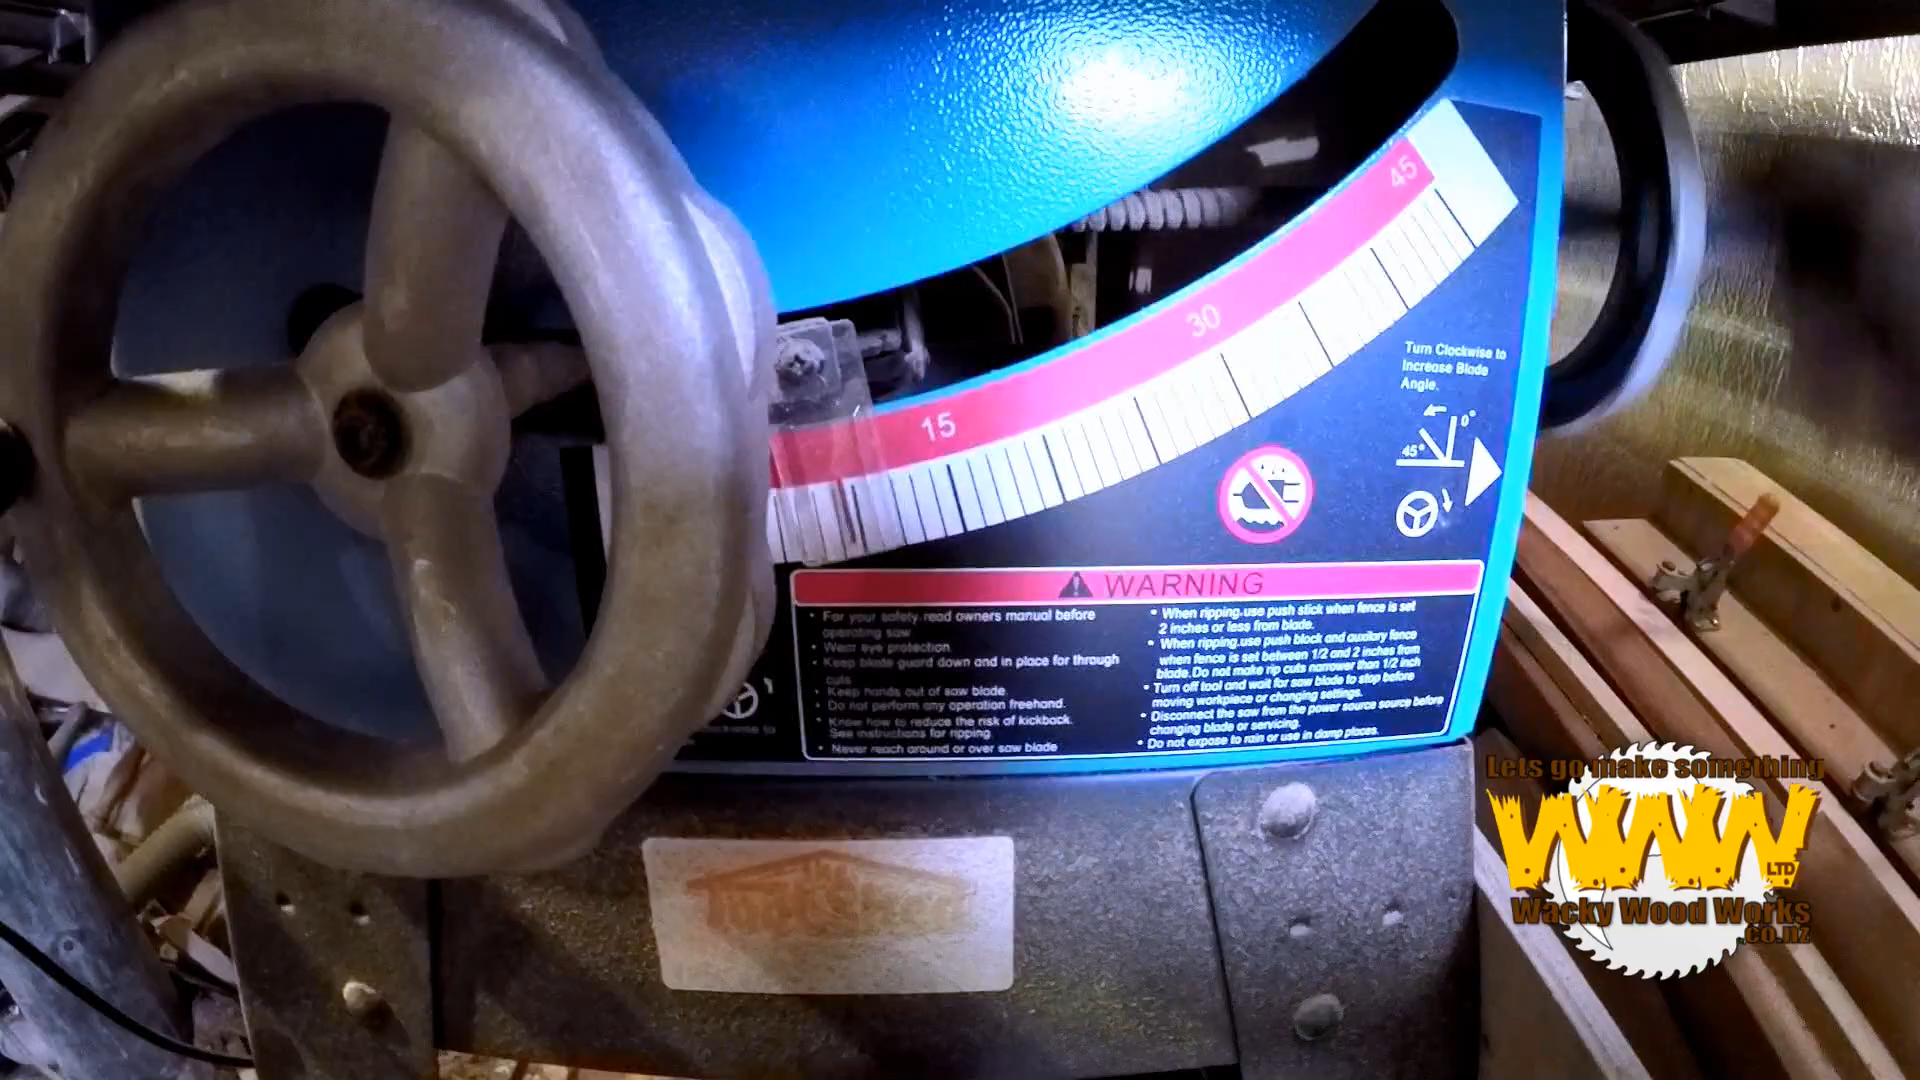 45
30
15
Turn Clockwise to
Increase Blade
Angle.
0°
45°
WARNING
• For your safety read owners manual before
operating saw
• Wear eye protection.
• Keep blade guard down and in place for through
cuts
• Keep hands out of saw blade
• Do not perform any operation freehand.
• Know how to reduce the risk of kickback.
See instructions for ripping
• Never reach around or over saw blade
• When ripping.use push stick when fence is set
2 inches or less from blade.
• When ripping.use push block and auxilary fence
when fence is set between 1/2 and 2 inches from
blade.Do not make rip cuts narrower than 1/2 inch
• Turn off tool and wait for saw blade to stop before
moving workpiece or changing settings.
• Disconnect the saw from the power source source before
changing blade or servicing.
• Do not expose to rain or use in damp places.
Lets go make something
WWW
LTD
Wacky Wood Works
.co.nz